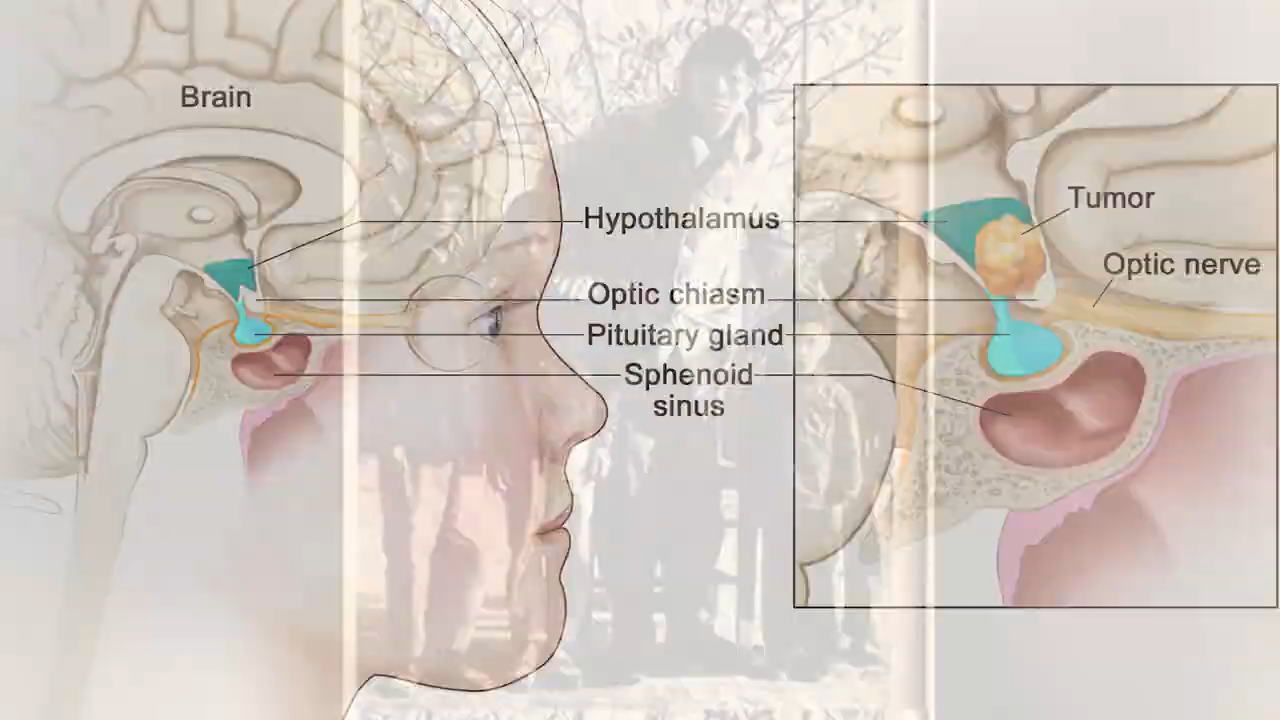 Brain
Hypothalamus
Optic chiasm
Pituitary gland
Sphenoid
sinus
Tumor
Optic nerve